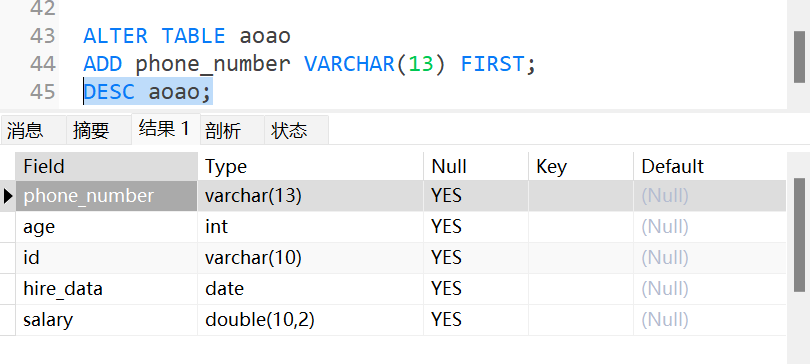 42
43 ALTER TABLE aoao
44 ADD phone_number VARCHAR(13) FIRST;
45 DESC aoao;
消息 摘要 结果 1 剖析 状态
Field Type Null Key Default
phone_number varchar(13) YES (Null)
age int YES (Null)
id varchar(10) YES (Null)
hire_data date YES (Null)
salary double(10,2) YES (Null)